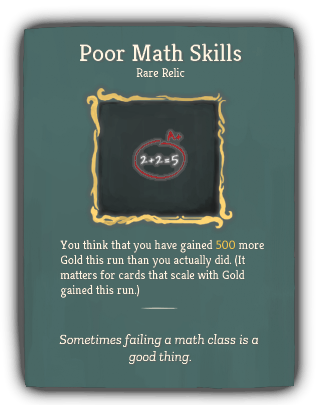 Poor Math Skills
Rare Relic
A+
2+2=5
You think that you have gained 500 more
Gold this run than you actually did. (It
matters for cards that scale with Gold
gained this run.)
Sometimes failing a math class is a
good thing.